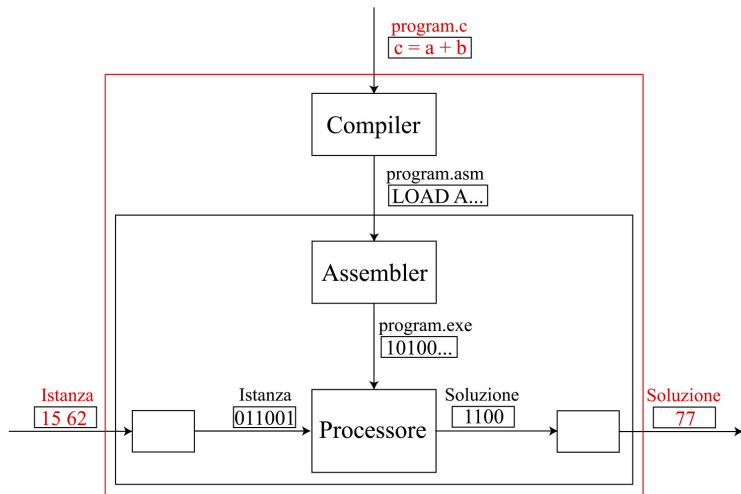 program.c
c = a + b
Compiler
program.asm
LOAD A...
Assembler
program.exe
10100...
Istanza
15 62
Istanza
011001
Processore
Soluzione
1100
Soluzione
77